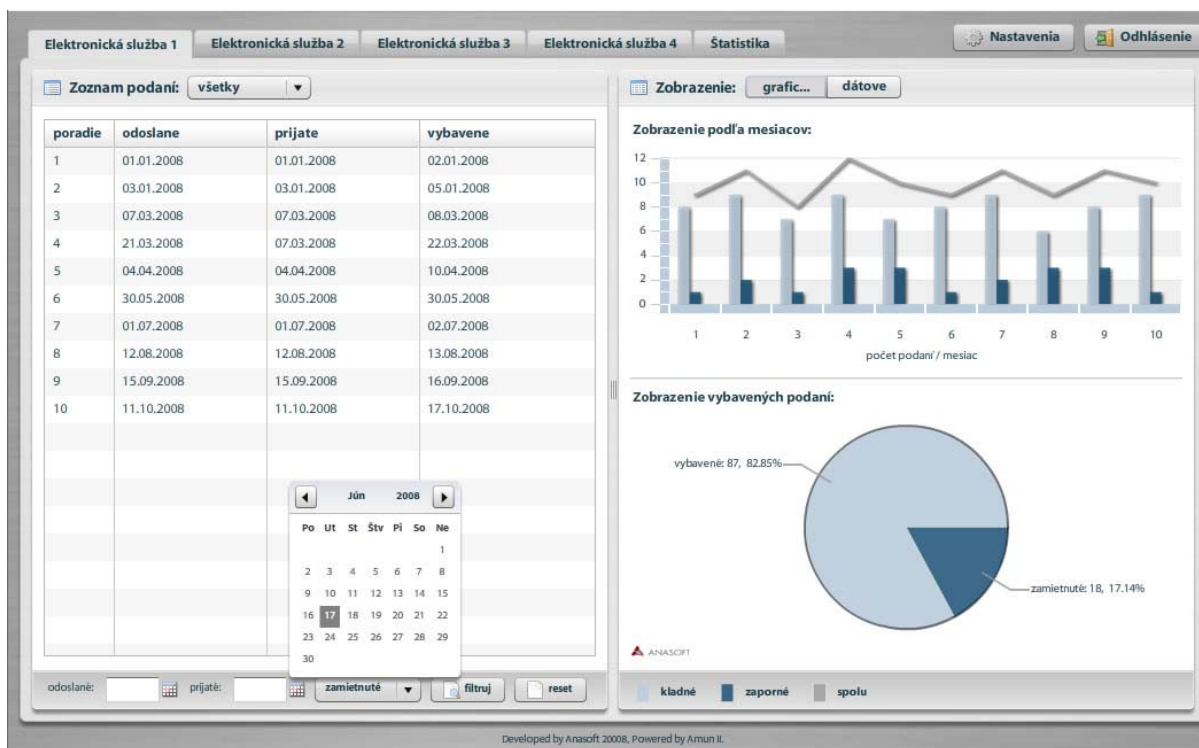 Elektronická služba 1 Elektronická služba 2 Elektronická služba 3 Elektronická služba 4 Štatistika Nastavenia Odhlásenie
Zoznam podaní: všetky
poradie odoslane prijate vybavene
1 01.01.2008 01.01.2008 02.01.2008
2 03.01.2008 03.01.2008 05.01.2008
3 07.03.2008 07.03.2008 08.03.2008
4 21.03.2008 07.03.2008 22.03.2008
5 04.04.2008 04.04.2008 10.04.2008
6 30.05.2008 30.05.2008 30.05.2008
7 01.07.2008 01.07.2008 02.07.2008
8 12.08.2008 12.08.2008 13.08.2008
9 15.09.2008 15.09.2008 16.09.2008
10 11.10.2008 11.10.2008 17.10.2008
Jún 2008
Po Ut St Štv Pi So Ne
1
2 3 4 5 6 7 8
9 10 11 12 13 14 15
16 17 18 19 20 21 22
23 24 25 26 27 28 29
30
odoslané: prijaté: zamietnuté filtruj reset
Zobrazenie: grafic... dátove
Zobrazenie podľa mesiacov:
12
10
8
6
4
2
0
1 2 3 4 5 6 7 8 9 10
počet podaní / mesiac
Zobrazenie vybavených podaní:
vybavené: 87, 82.85%
zamietnuté: 18, 17.14%
ANASOFT
kladné zaporné spolu
Developed by Anasoft 20008, Powered by Amun II.